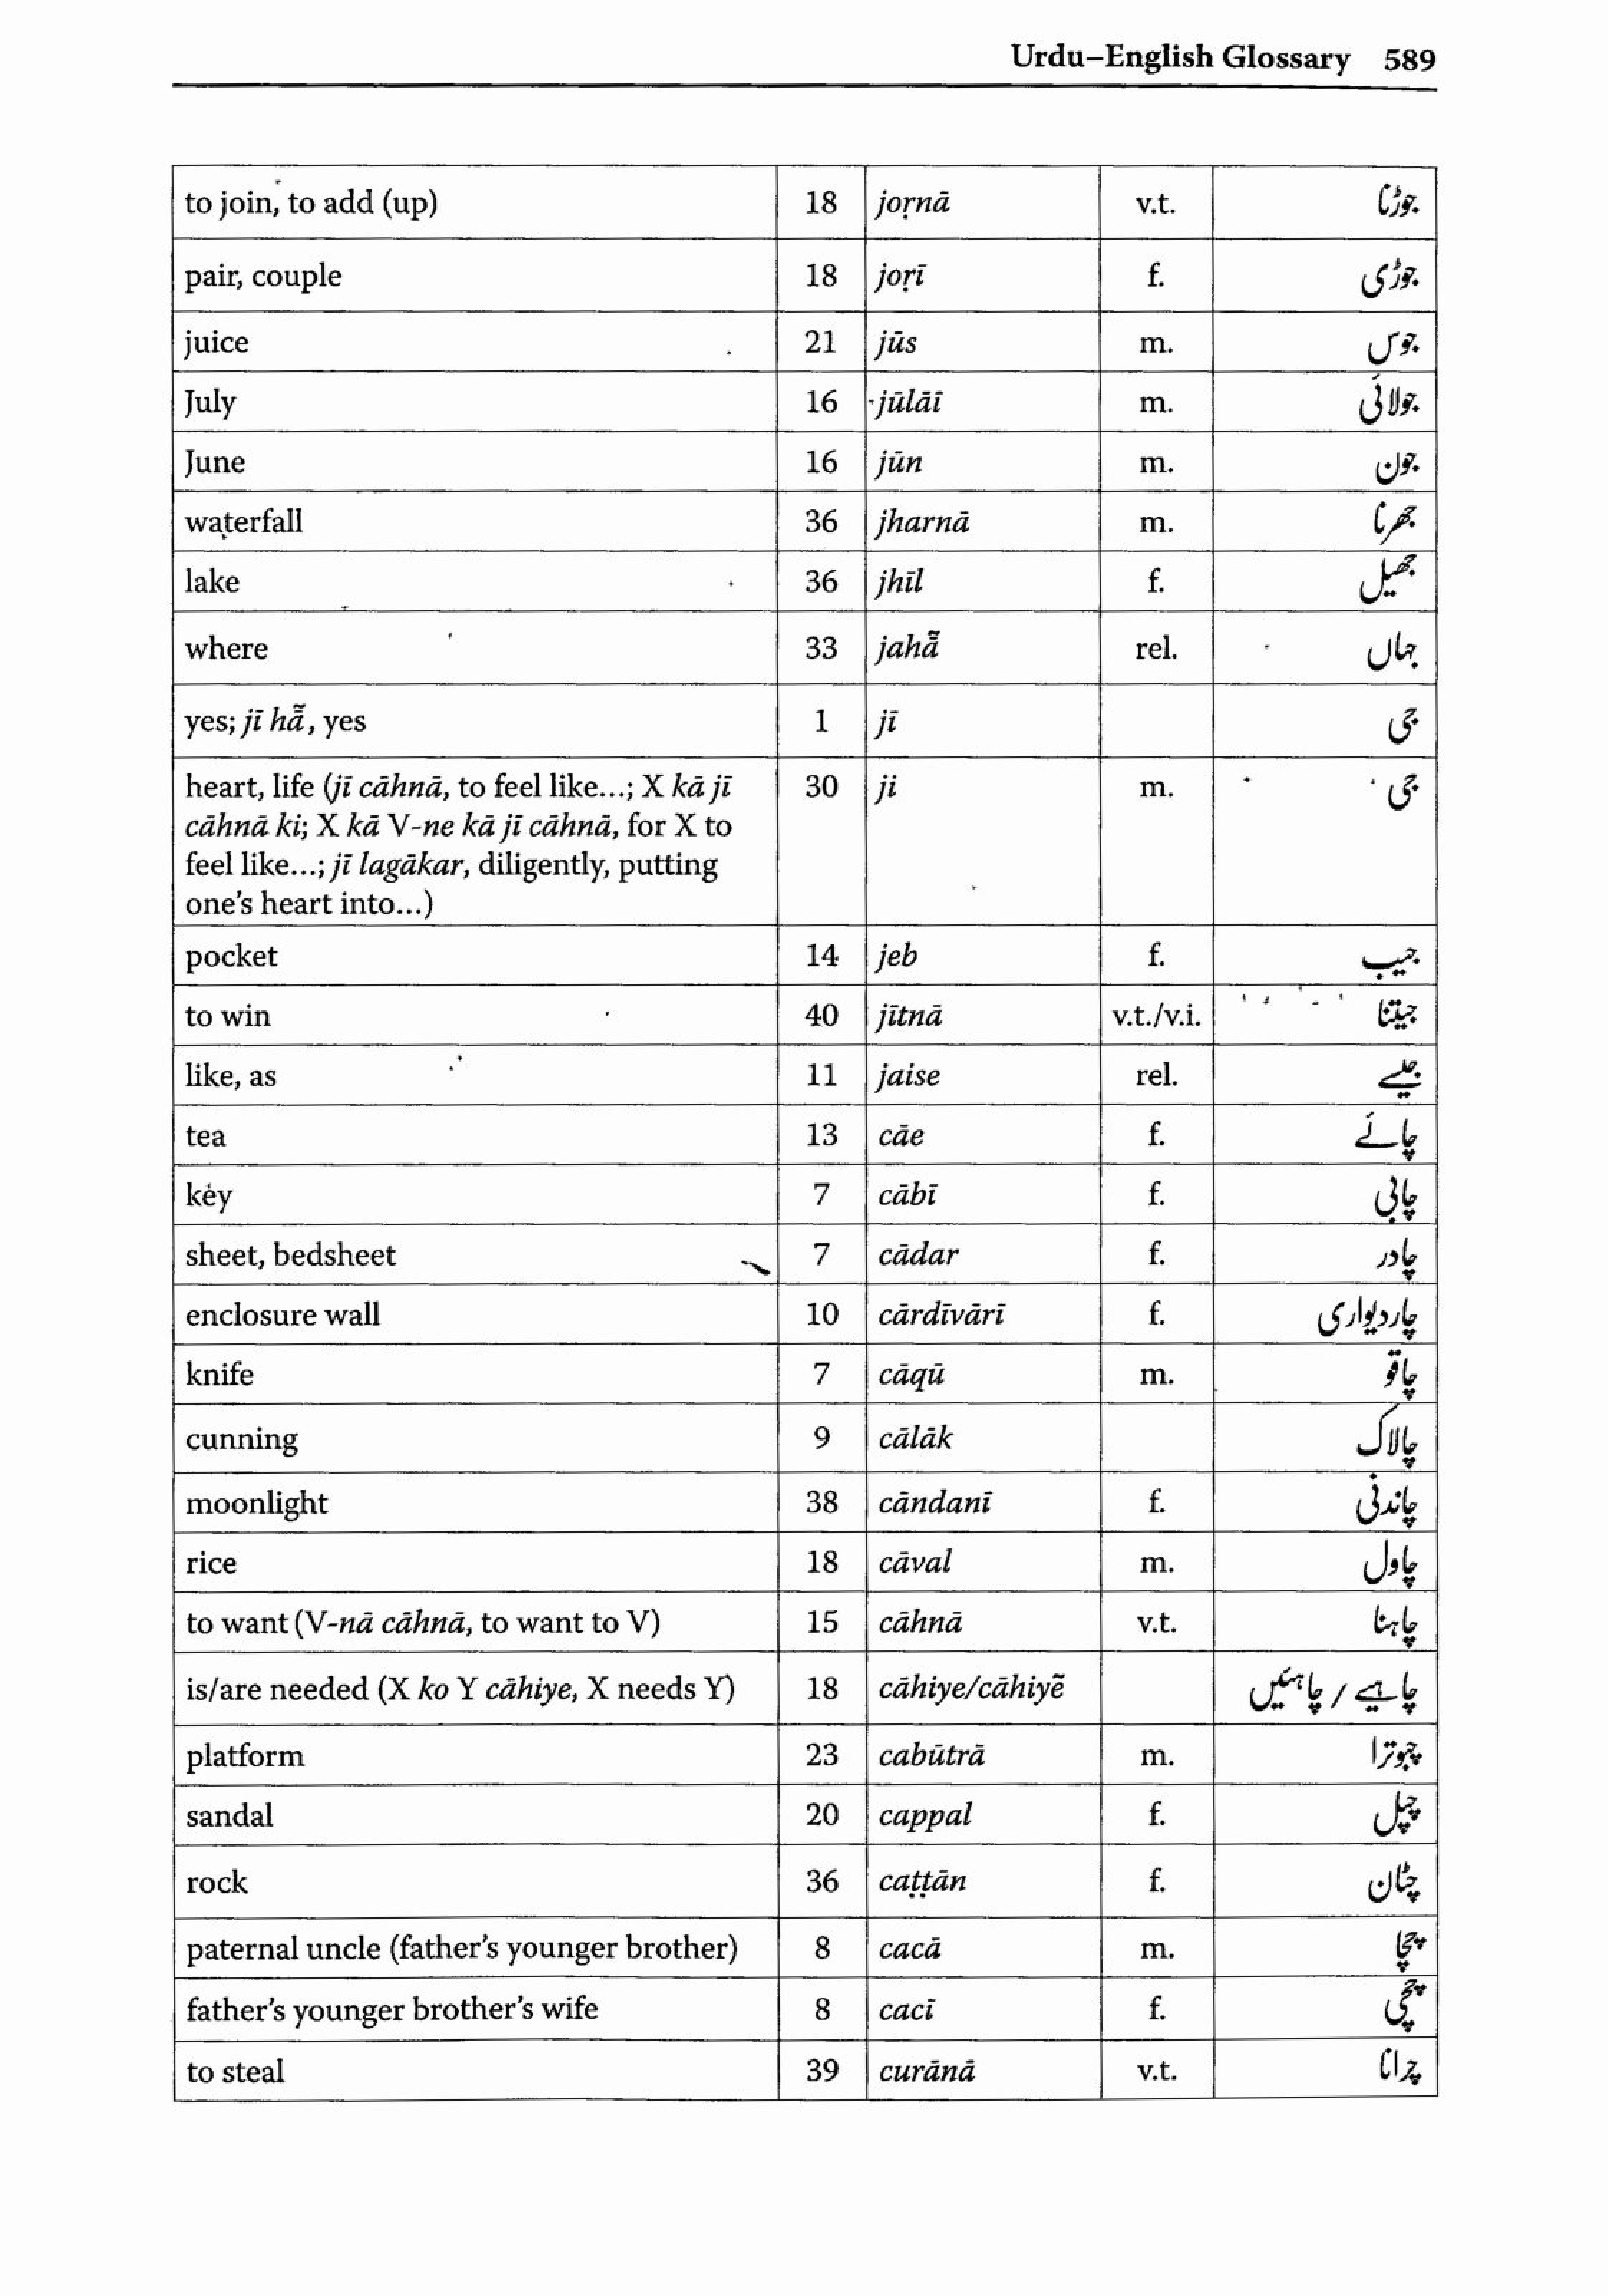 Urdu–English Glossary 589
to join, to add (up) 18 joṛnā v.t. جوڑنا
pair, couple 18 joṛī f. جوڑی
juice 21 jūs m. جوس
July 16 jūlāī m. جولائی
June 16 jūn m. جون
waterfall 36 jharnā m. جھرنا
lake 36 jhīl f. جھیل
where 33 jahā̃ rel. جہاں
yes; jī hā̃, yes 1 jī جی
heart, life (jī cāhnā, to feel like...; X kā jī 30 ji m. جی
cāhnā ki; X kā V-ne kā jī cāhnā, for X to
feel like...; jī lagākar, diligently, putting
one's heart into...)
pocket 14 jeb f. جیب
to win 40 jītnā v.t./v.i. جیتنا
like, as 11 jaise rel. جیسے
tea 13 cāe f. چائے
key 7 cābī f. چابی
sheet, bedsheet 7 cādar f. چادر
enclosure wall 10 cārdīvārī f. چاردیواری
knife 7 cāqū m. چاقو
cunning 9 cālāk چالاک
moonlight 38 cāndanī f. چاندنی
rice 18 cāval m. چاول
to want (V-nā cāhnā, to want to V) 15 cāhnā v.t. چاہنا
is/are needed (X ko Y cāhiye, X needs Y) 18 cāhiye/cāhiyẽ چاہیے / چاہئیں
platform 23 cabūtrā m. چبوترا
sandal 20 cappal f. چپل
rock 36 caṭṭān f. چٹان
paternal uncle (father's younger brother) 8 cacā m. چچا
father's younger brother's wife 8 cacī f. چچی
to steal 39 curānā v.t. چرانا